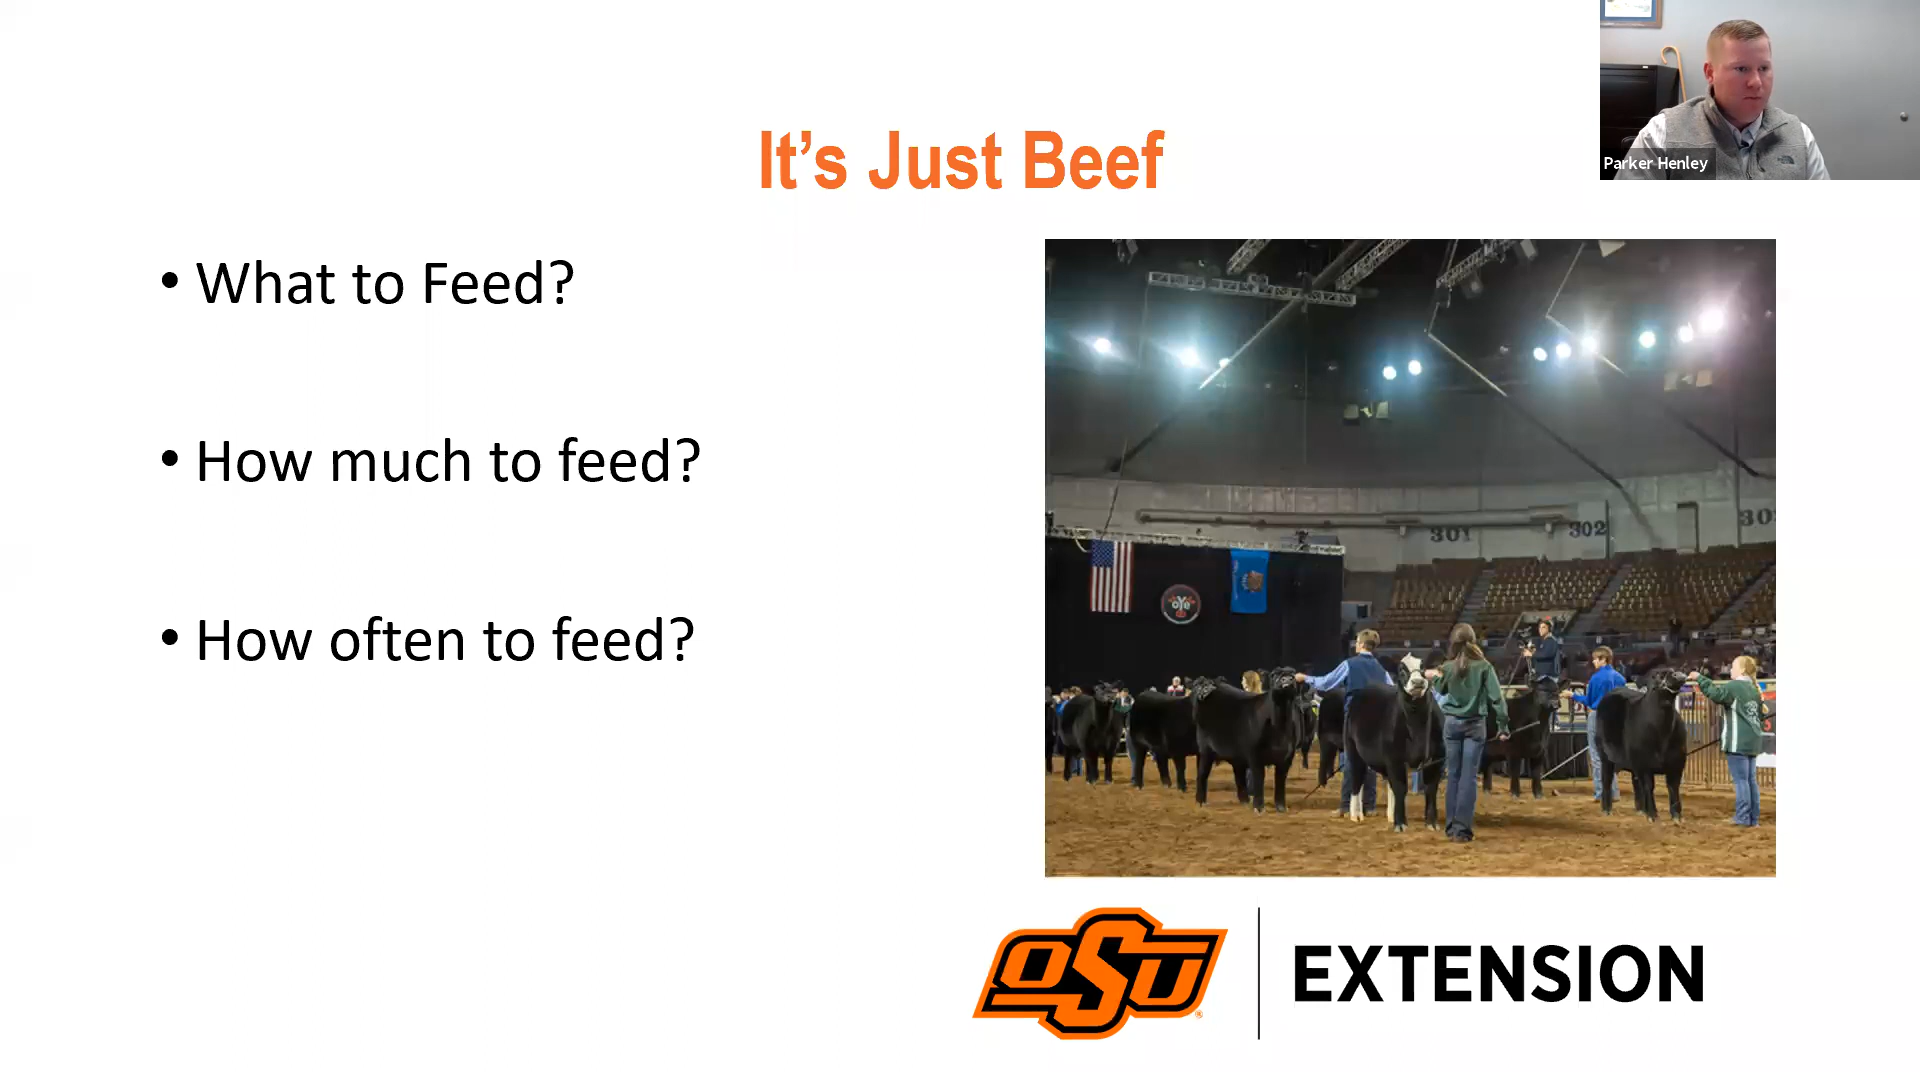 It's Just Beef
Parker Henley
• What to Feed?
• How much to feed?
• How often to feed?
301
302
OYE
OSU
EXTENSION